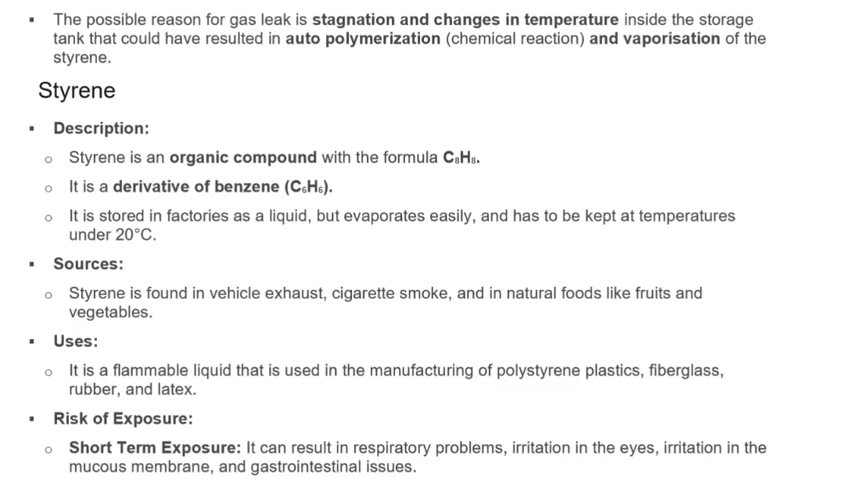 ▪ The possible reason for gas leak is stagnation and changes in temperature inside the storage
tank that could have resulted in auto polymerization (chemical reaction) and vaporisation of the
styrene.
Styrene
▪ Description:
o Styrene is an organic compound with the formula C₈H₈.
o It is a derivative of benzene (C₆H₆).
o It is stored in factories as a liquid, but evaporates easily, and has to be kept at temperatures
under 20°C.
▪ Sources:
o Styrene is found in vehicle exhaust, cigarette smoke, and in natural foods like fruits and
vegetables.
▪ Uses:
o It is a flammable liquid that is used in the manufacturing of polystyrene plastics, fiberglass,
rubber, and latex.
▪ Risk of Exposure:
o Short Term Exposure: It can result in respiratory problems, irritation in the eyes, irritation in the
mucous membrane, and gastrointestinal issues.